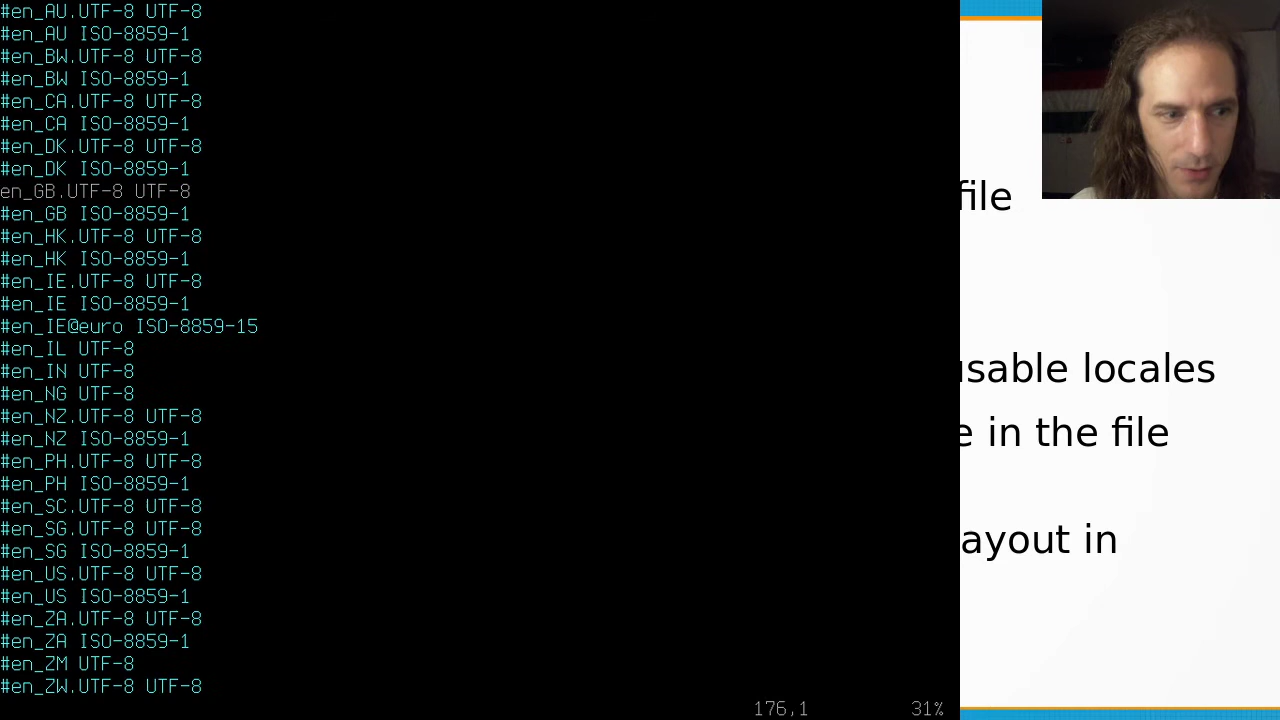 #en_AU.UTF-8 UTF-8
#en_AU ISO-8859-1
#en_BW.UTF-8 UTF-8
#en_BW ISO-8859-1
#en_CA.UTF-8 UTF-8
#en_CA ISO-8859-1
#en_DK.UTF-8 UTF-8
#en_DK ISO-8859-1
en_GB.UTF-8 UTF-8
#en_GB ISO-8859-1
#en_HK.UTF-8 UTF-8
#en_HK ISO-8859-1
#en_IE.UTF-8 UTF-8
#en_IE ISO-8859-1
#en_IE@euro ISO-8859-15
#en_IL UTF-8
#en_IN UTF-8
#en_NG UTF-8
#en_NZ.UTF-8 UTF-8
#en_NZ ISO-8859-1
#en_PH.UTF-8 UTF-8
#en_PH ISO-8859-1
#en_SC.UTF-8 UTF-8
#en_SG.UTF-8 UTF-8
#en_SG ISO-8859-1
#en_US.UTF-8 UTF-8
#en_US ISO-8859-1
#en_ZA.UTF-8 UTF-8
#en_ZA ISO-8859-1
#en_ZM UTF-8
#en_ZW.UTF-8 UTF-8
176,1 31%
file
usable locales
e in the file
ayout in